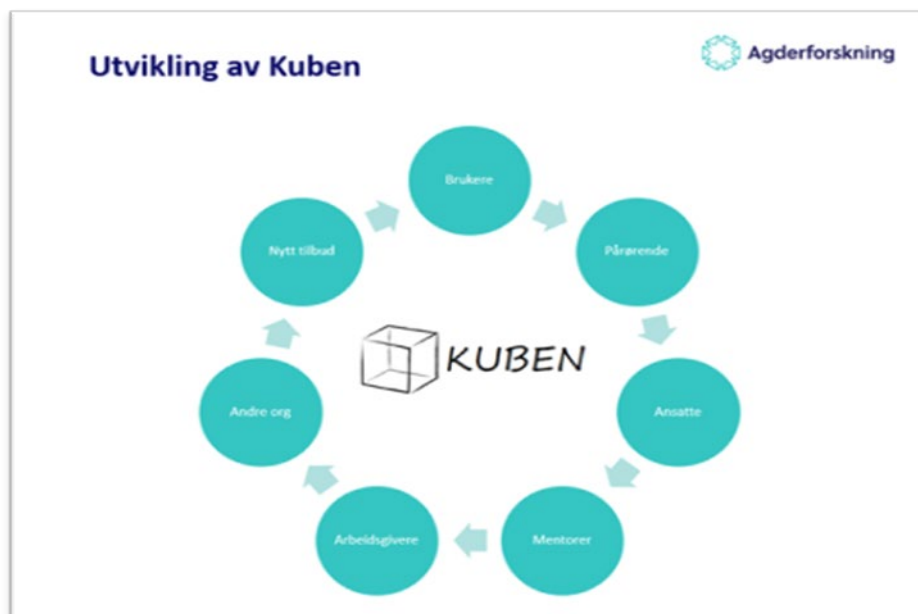 Utvikling av Kuben
Agderforskning
Brukere
Pårørende
Ansatte
Mentorer
Arbeidsgivere
Andre org
Nytt tilbud
KUBEN